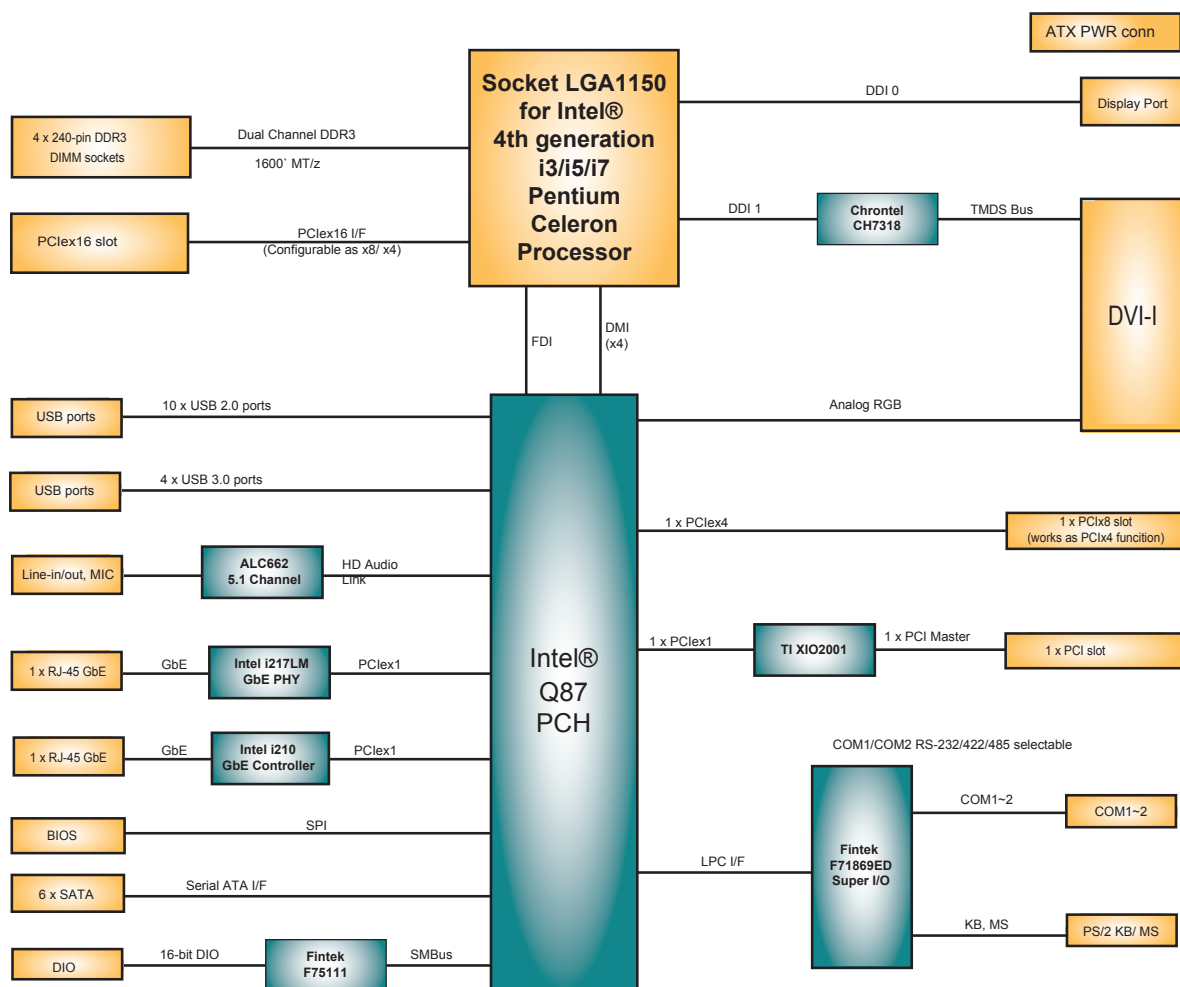 ATX PWR conn
Socket LGA1150
for Intel®
4th generation
i3/i5/i7
Pentium
Celeron
Processor
DDI 0
Display Port
4 x 240-pin DDR3
DIMM sockets
Dual Channel DDR3
1600` MT/z
DDI 1
Chrontel
CH7318
TMDS Bus
PCIex16 slot
PCIex16 I/F
(Configurable as x8/ x4)
DVI-I
FDI
DMI
(x4)
USB ports
10 x USB 2.0 ports
Analog RGB
USB ports
4 x USB 3.0 ports
1 x PCIex4
1 x PCIx8 slot
(works as PCIx4 funcition)
Line-in/out, MIC
ALC662
5.1 Channel
HD Audio
Link
Intel®
Q87
PCH
1 x PCIex1
TI XIO2001
1 x PCI Master
1 x PCI slot
1 x RJ-45 GbE
GbE
Intel i217LM
GbE PHY
PCIex1
1 x RJ-45 GbE
GbE
Intel i210
GbE Controller
PCIex1
COM1/COM2 RS-232/422/485 selectable
BIOS
SPI
LPC I/F
Fintek
F71869ED
Super I/O
COM1~2
COM1~2
6 x SATA
Serial ATA I/F
KB, MS
PS/2 KB/ MS
DIO
16-bit DIO
Fintek
F75111
SMBus